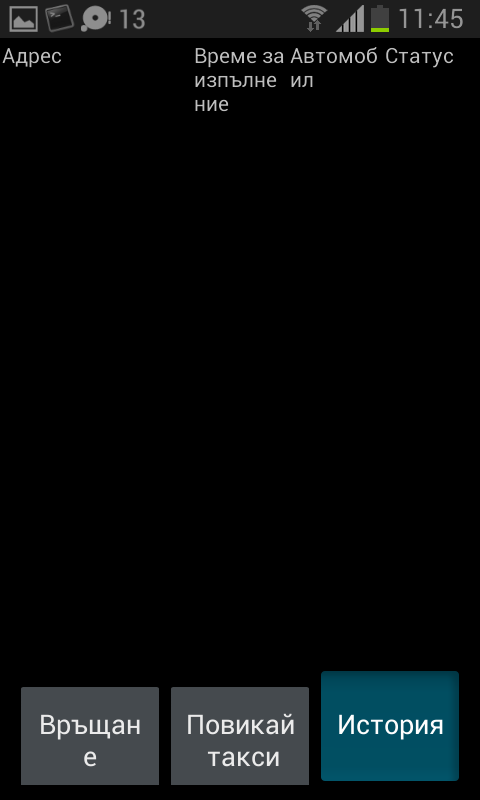 13 11:45
Адрес Време за Автомоб Статус
изпълне ил
ние
Връщан Повикай История
е такси